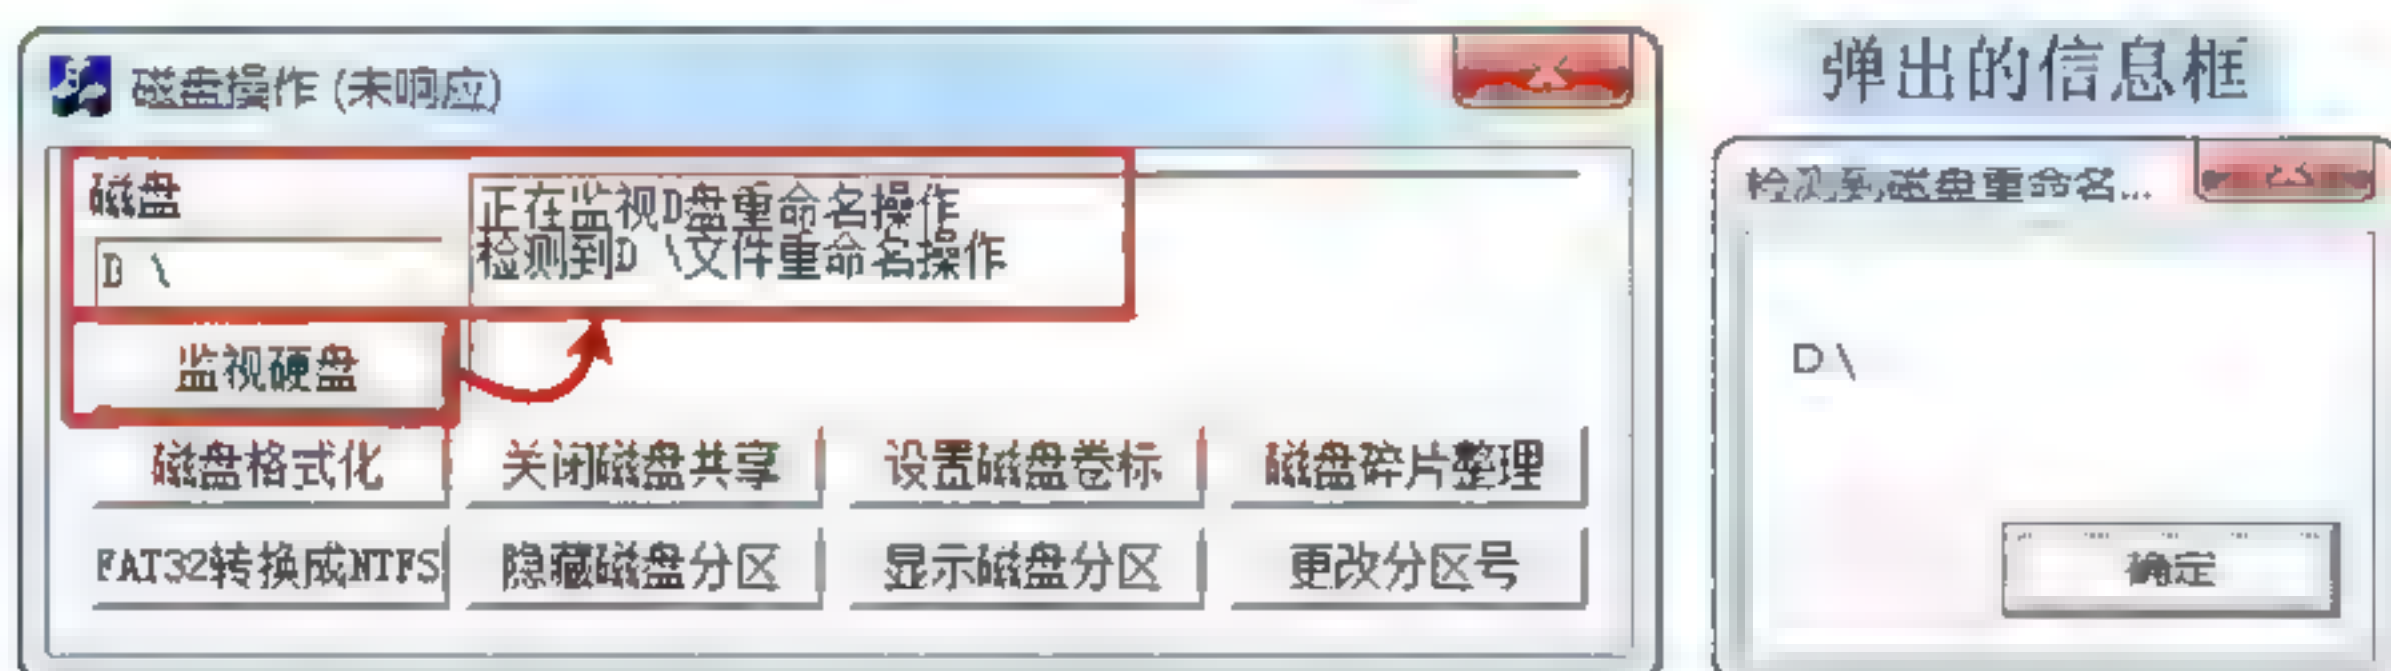 磁盘操作 (未响应)
磁盘
D \
正在监视D盘重命名操作
检测到D \文件重命名操作
监视硬盘
磁盘格式化
关闭磁盘共享
设置磁盘卷标
磁盘碎片整理
FAT32转换成NTFS
隐藏磁盘分区
显示磁盘分区
更改分区号
弹出的信息框
检测到磁盘重命名...
D \
确定